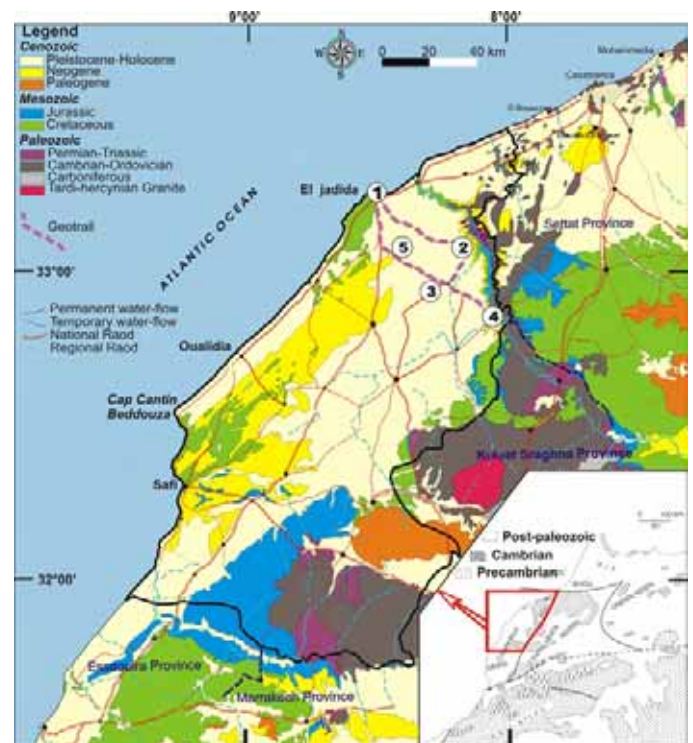 9°00'
8°00'
Legend
Cenozoic
Pleistocene-Holocene
Neogene
Paleogene
Mesozoic
Jurassic
Cretaceous
Paleozoic
Permian-Triassic
Cambrian-Ordovician
Carboniferous
Tardi-hercynian Granite
Geotrail
Permanent water-flow
Temporary water-flow
National Raod
Regional Raod
N
W
E
S
0 20 40 km
Mohammedia
Casablanca
El jadida
ATLANTIC OCEAN
Settat Province
1
5
2
3
4
33°00'
Oualidia
Cap Cantin
Beddouza
Safi
32°00'
Post-paleozoic
Cambrian
Precambrian
Essaouira Province
Marrakech Province